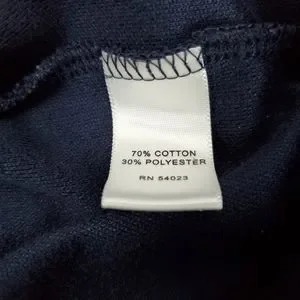 70% COTTON
30% POLYESTER
RN 54023